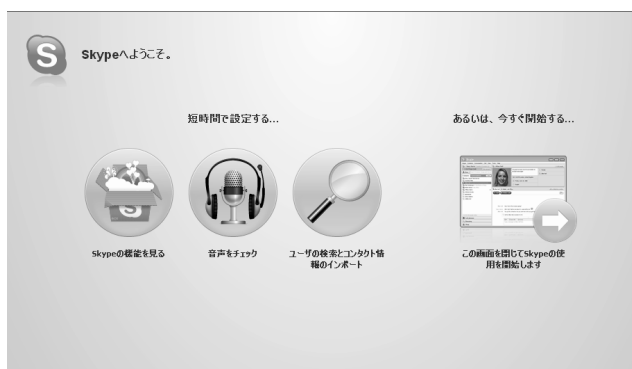 Skypeへようこそ。
短時間で設定する...
あるいは、今すぐ開始する...
Skypeの機能を見る
音声をチェック
ユーザの検索とコンタクト情
報のインポート
この画面を閉じてSkypeの使
用を開始します